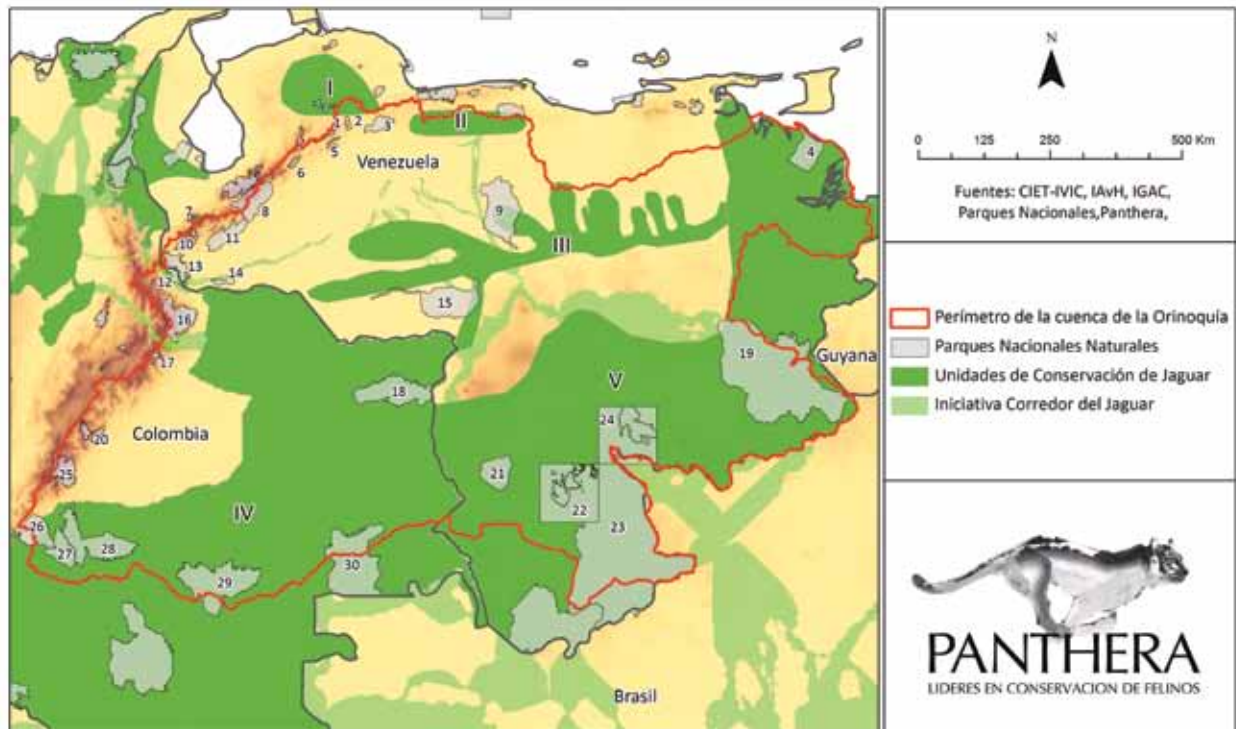 I
1
2
3
II
4
5
Venezuela
6
7
8
9
10
11
III
12
13
14
15
16
17
18
19
Guyana
V
20
Colombia
21
22
23
24
25
IV
26
27
28
29
30
Brasil
N
0 125 250 500 Km
Fuentes: CIET-IVIC, IAvH, IGAC,
Parques Nacionales,Panthera,
Perímetro de la cuenca de la Orinoquía
Parques Nacionales Naturales
Unidades de Conservación de Jaguar
Iniciativa Corredor del Jaguar
PANTHERA
LIDERES EN CONSERVACION DE FELINOS